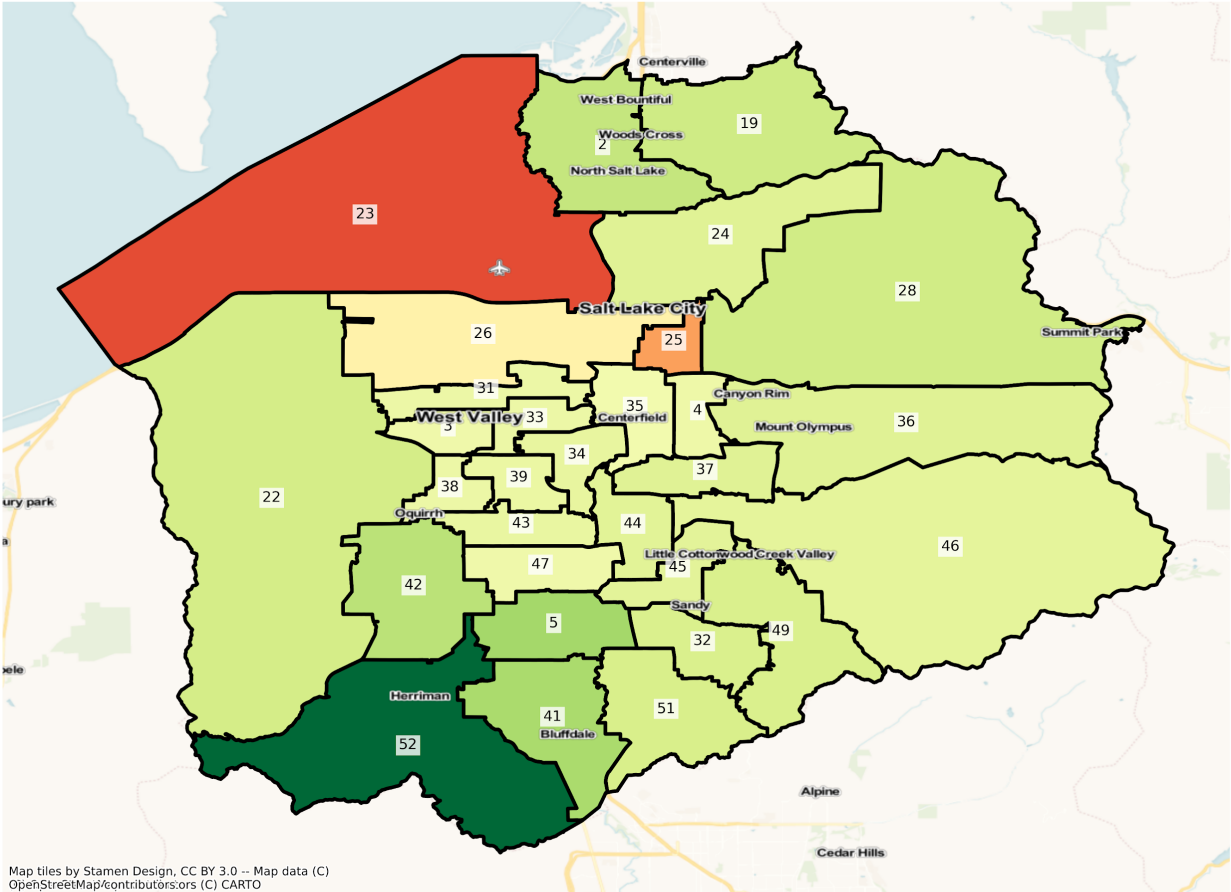 Centerville
West Bountiful
19
Woods Cross
2
North Salt Lake
23
24
28
Salt Lake City
26
Summit Park
25
31
Canyon Rim
35
4
West Valley
33
Centerfield
36
3
Mount Olympus
34
37
39
38
22
ury park
Oquirrh
43
44
a
46
Little Cottonwood Creek Valley
47
45
42
Sandy
5
49
32
ele
Herriman
51
41
Bluffdale
52
Alpine
Cedar Hills
Map tiles by Stamen Design, CC BY 3.0 -- Map data (C)
OpenStreetMap contributors
(C) CARTO